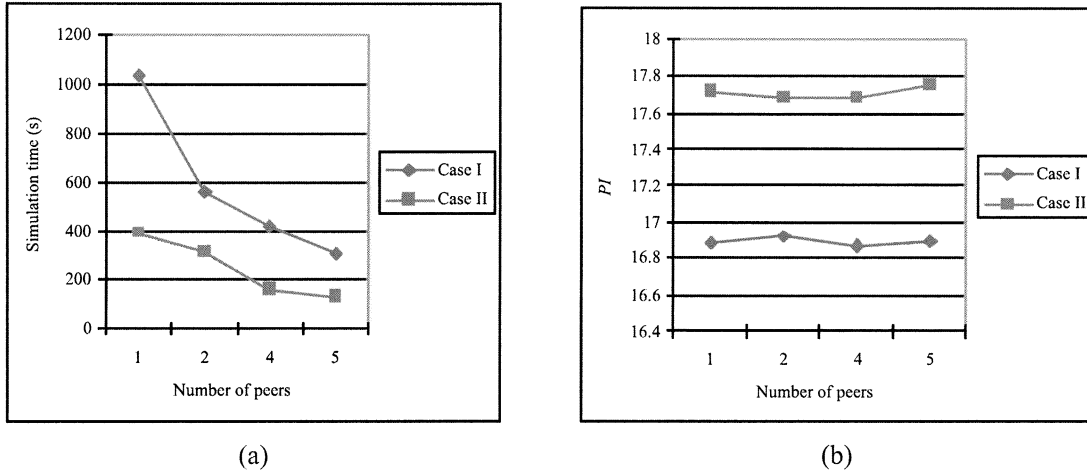 1200
1000
800
600
400
200
0
Simulation time (s)
1 2 4 5
Number of peers
Case I
Case II
(a)
18
17.8
17.6
17.4
17.2
17
16.8
16.6
16.4
PI
1 2 4 5
Number of peers
Case I
Case II
(b)